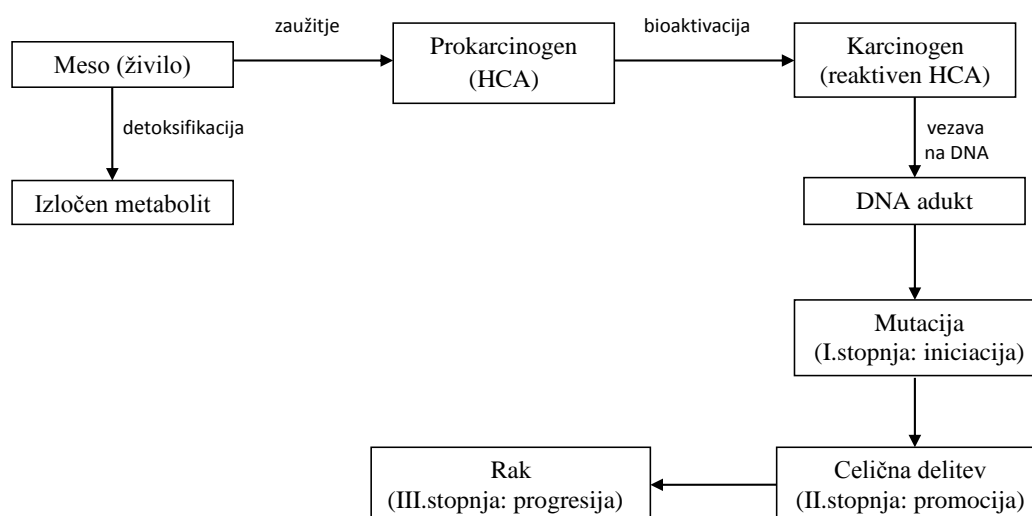 zaužitje
bioaktivacija
Meso (živilo)
Prokarcinogen
(HCA)
Karcinogen
(reaktiven HCA)
detoksifikacija
vezava
na DNA
Izločen metabolit
DNA adukt
Mutacija
(I.stopnja: iniciacija)
Rak
(III.stopnja: progresija)
Celična delitev
(II.stopnja: promocija)